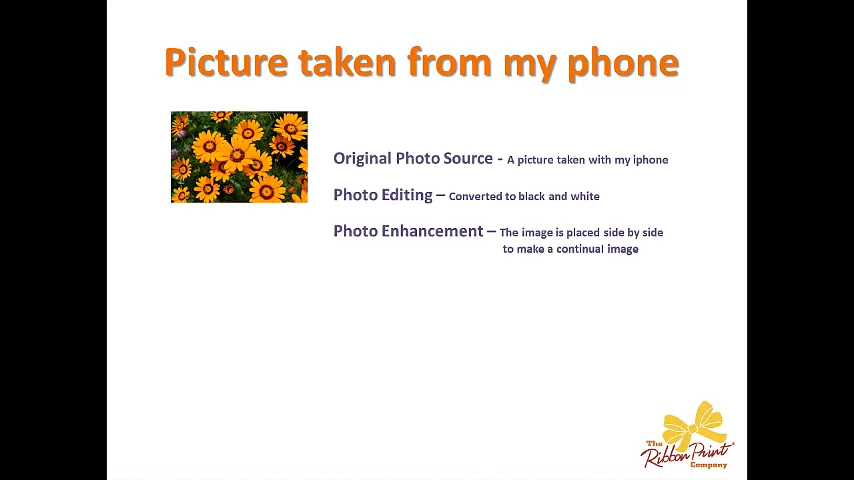 Picture taken from my phone
Original Photo Source - A picture taken with my iphone
Photo Editing – Converted to black and white
Photo Enhancement – The image is placed side by side
to make a continual image
The
Ribbon Print®
Company